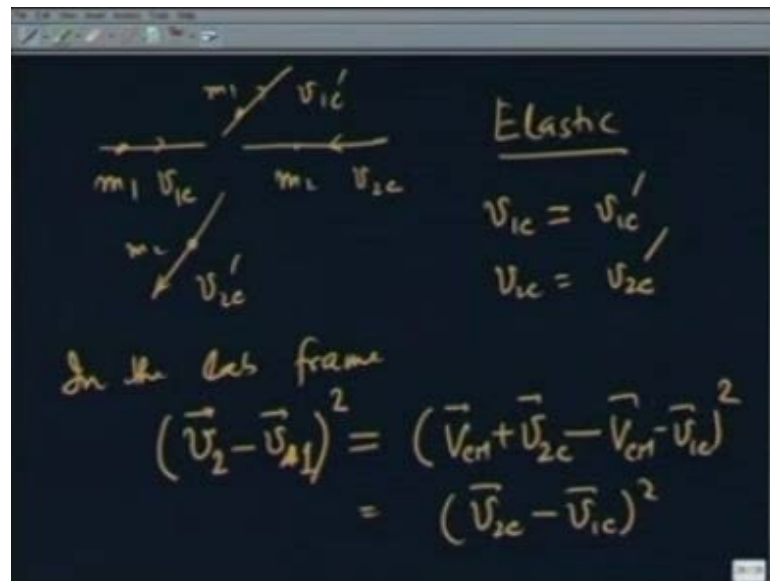 m₁ v₁c′
m₁ v₁c m₂ v₂c
m₂
v₂c′
Elastic
v₁c = v₁c′
v₂c = v₂c′
In the Lab frame
(v⃗₂ − v⃗₁)² = (V⃗cm + v⃗₂c − V⃗cm − v⃗₁c)²
= (v⃗₂c − v⃗₁c)²